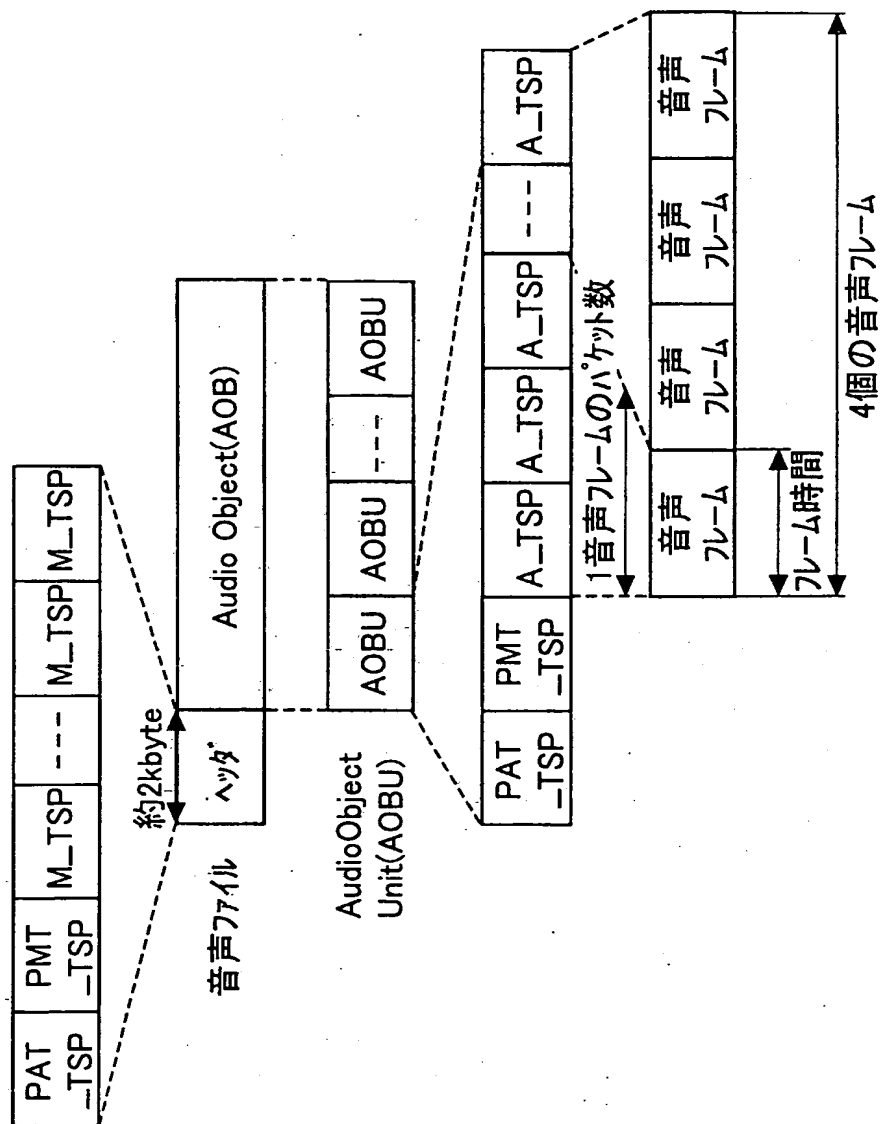 PAT
_TSP
PMT
_TSP
M_TSP
---
M_TSP
M_TSP
約2kbyte
音声ファイル
ヘッダ
Audio Object(AOB)
AudioObject
Unit(AOBU)
AOBU
AOBU
---
AOBU
PAT
_TSP
PMT
_TSP
A_TSP
A_TSP
A_TSP
---
A_TSP
1音声フレームのパケット数
音声
フレーム
音声
フレーム
音声
フレーム
音声
フレーム
フレーム時間
4個の音声フレーム